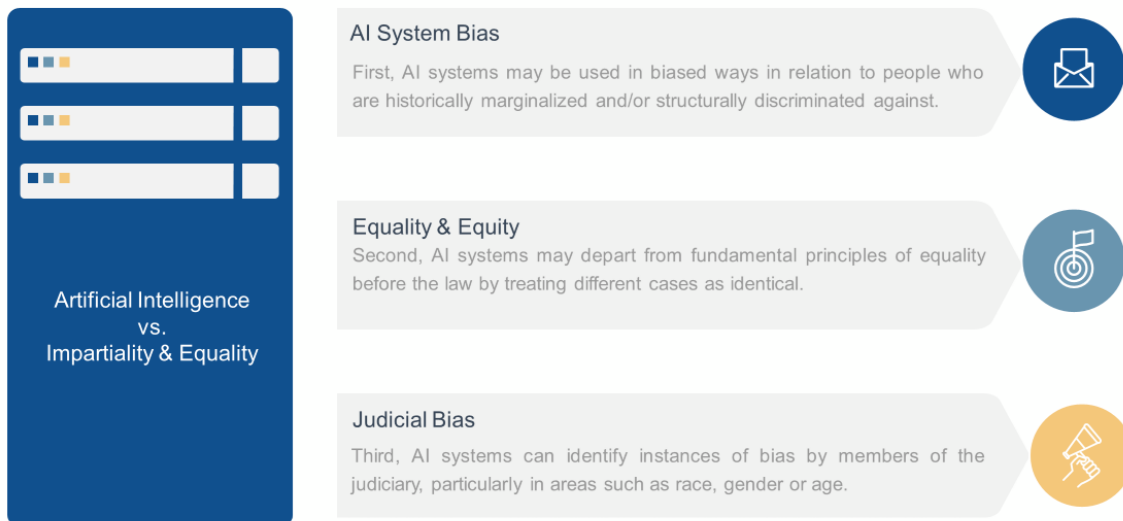 AI System Bias
First, AI systems may be used in biased ways in relation to people who
are historically marginalized and/or structurally discriminated against.
Equality & Equity
Second, AI systems may depart from fundamental principles of equality
before the law by treating different cases as identical.
Artificial Intelligence
vs.
Impartiality & Equality
Judicial Bias
Third, AI systems can identify instances of bias by members of the
judiciary, particularly in areas such as race, gender or age.